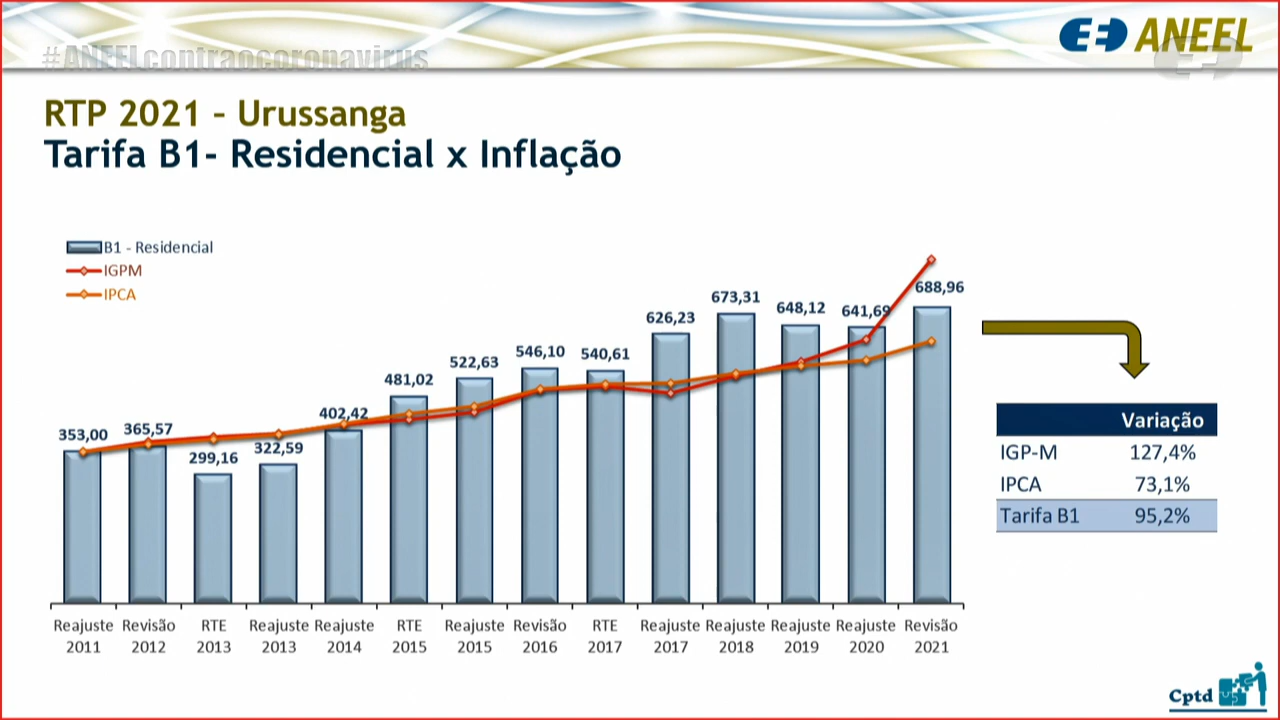 #ANEELcontraocoronavirus
ANEEL
RTP 2021 – Urussanga
Tarifa B1- Residencial x Inflação
B1 - Residencial
IGPM
IPCA
353,00
365,57
299,16
322,59
402,42
481,02
522,63
546,10
540,61
626,23
673,31
648,12
641,69
688,96
Reajuste 2011
Revisão 2012
RTE 2013
Reajuste 2013
Reajuste 2014
RTE 2015
Reajuste 2015
Revisão 2016
RTE 2017
Reajuste 2017
Reajuste 2018
Reajuste 2019
Reajuste 2020
Revisão 2021
Variação
IGP-M 127,4%
IPCA 73,1%
Tarifa B1 95,2%
Cptd